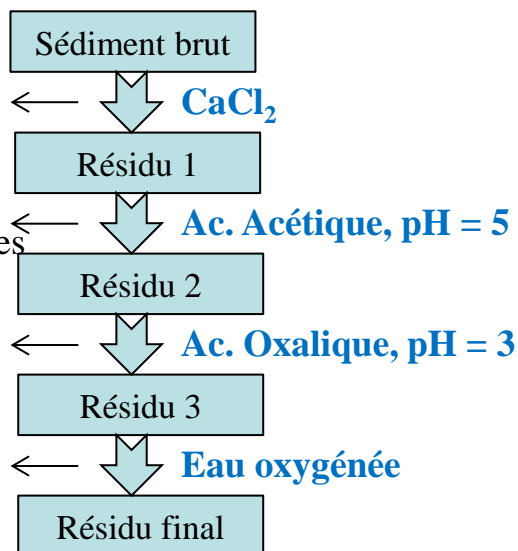 Sédiment brut
CaCl₂
Résidu 1
Ac. Acétique, pH = 5
es
Résidu 2
Ac. Oxalique, pH = 3
Résidu 3
Eau oxygénée
Résidu final